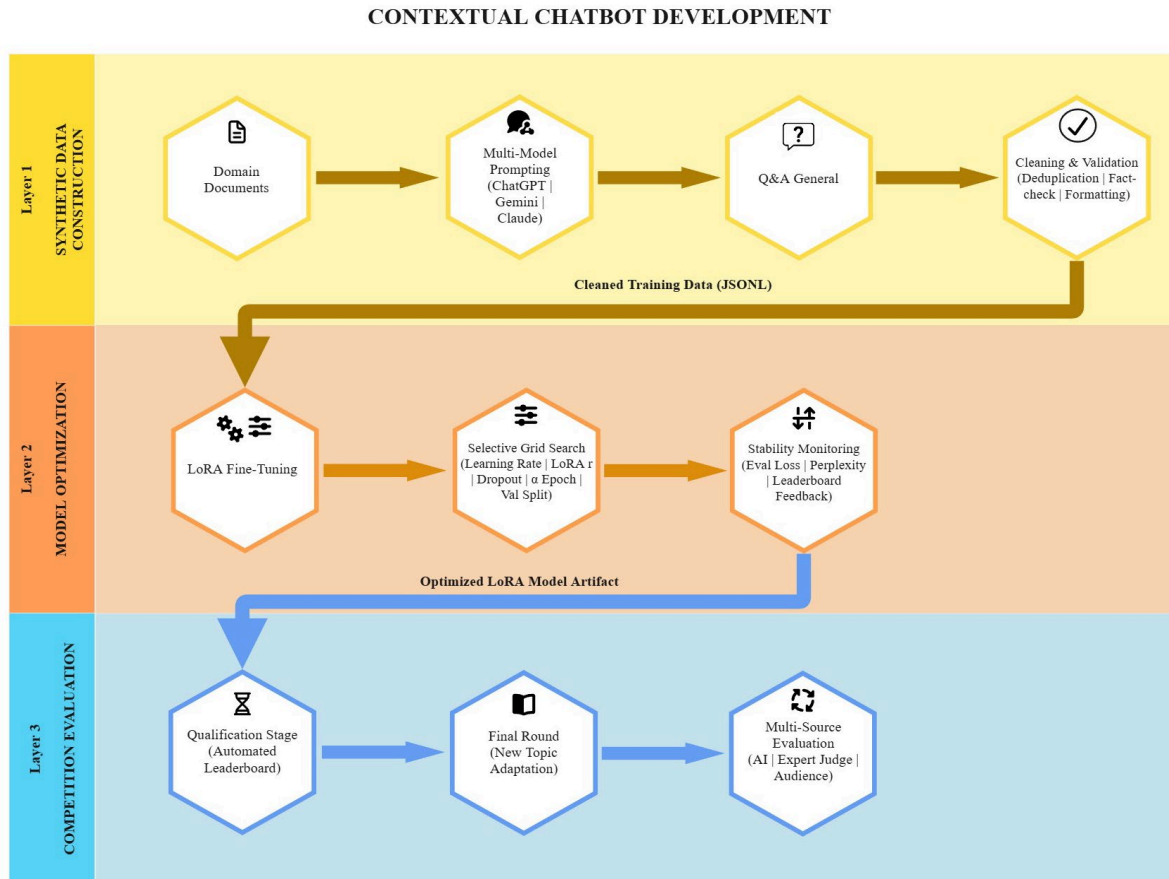 CONTEXTUAL CHATBOT DEVELOPMENT
Layer 1
SYNTHETIC DATA
CONSTRUCTION
Domain
Documents
Multi-Model
Prompting
(ChatGPT |
Gemini |
Claude)
?
Q&A General
Cleaning & Validation
(Deduplication | Fact-
check | Formatting)
Cleaned Training Data (JSONL)
Layer 2
MODEL OPTIMIZATION
LoRA Fine-Tuning
Selective Grid Search
(Learning Rate | LoRA r
| Dropout | α Epoch |
Val Split)
Stability Monitoring
(Eval Loss | Perplexity
| Leaderboard
Feedback)
Optimized LoRA Model Artifact
Layer 3
COMPETITION EVALUATION
Qualification Stage
(Automated
Leaderboard)
Final Round
(New Topic
Adaptation)
Multi-Source
Evaluation
(AI | Expert Judge |
Audience)